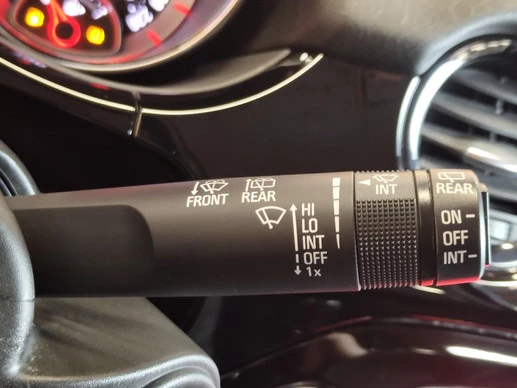 FRONT REAR
HI
LO
INT
OFF
1x
INT
REAR
ON
OFF
INT